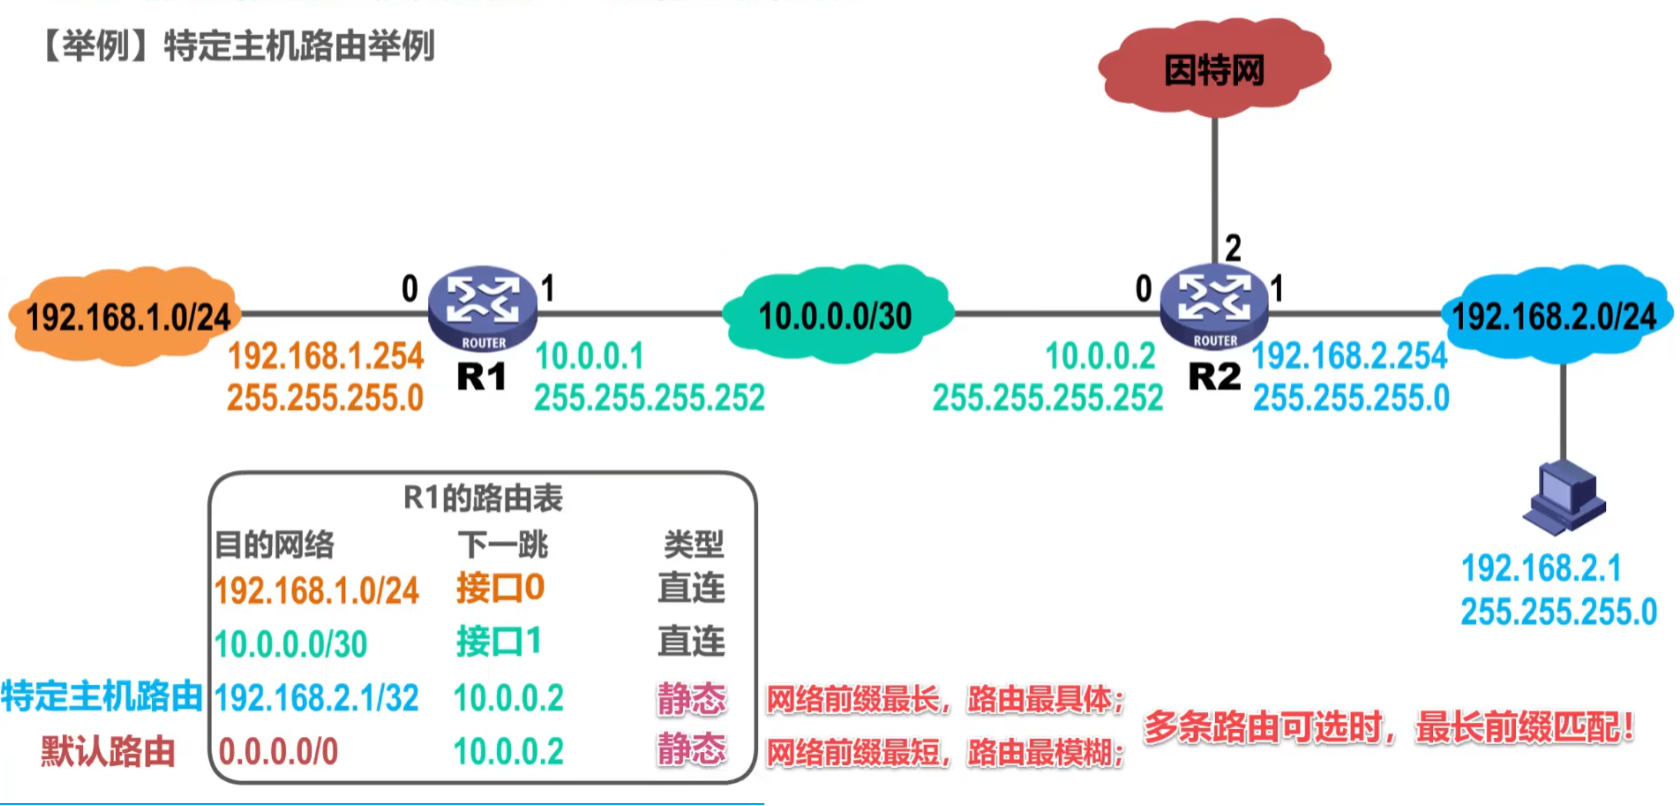 【举例】特定主机路由举例
因特网
2
0
1
0
1
192.168.1.0/24
10.0.0.0/30
192.168.2.0/24
ROUTER
ROUTER
192.168.1.254
255.255.255.0
R1
10.0.0.1
255.255.255.252
10.0.0.2
255.255.255.252
R2
192.168.2.254
255.255.255.0
192.168.2.1
255.255.255.0
R1的路由表
目的网络 下一跳 类型
192.168.1.0/24 接口0 直连
10.0.0.0/30 接口1 直连
特定主机路由 192.168.2.1/32 10.0.0.2 静态 网络前缀最长，路由最具体；
默认路由 0.0.0.0/0 10.0.0.2 静态 网络前缀最短，路由最模糊；
多条路由可选时，最长前缀匹配！